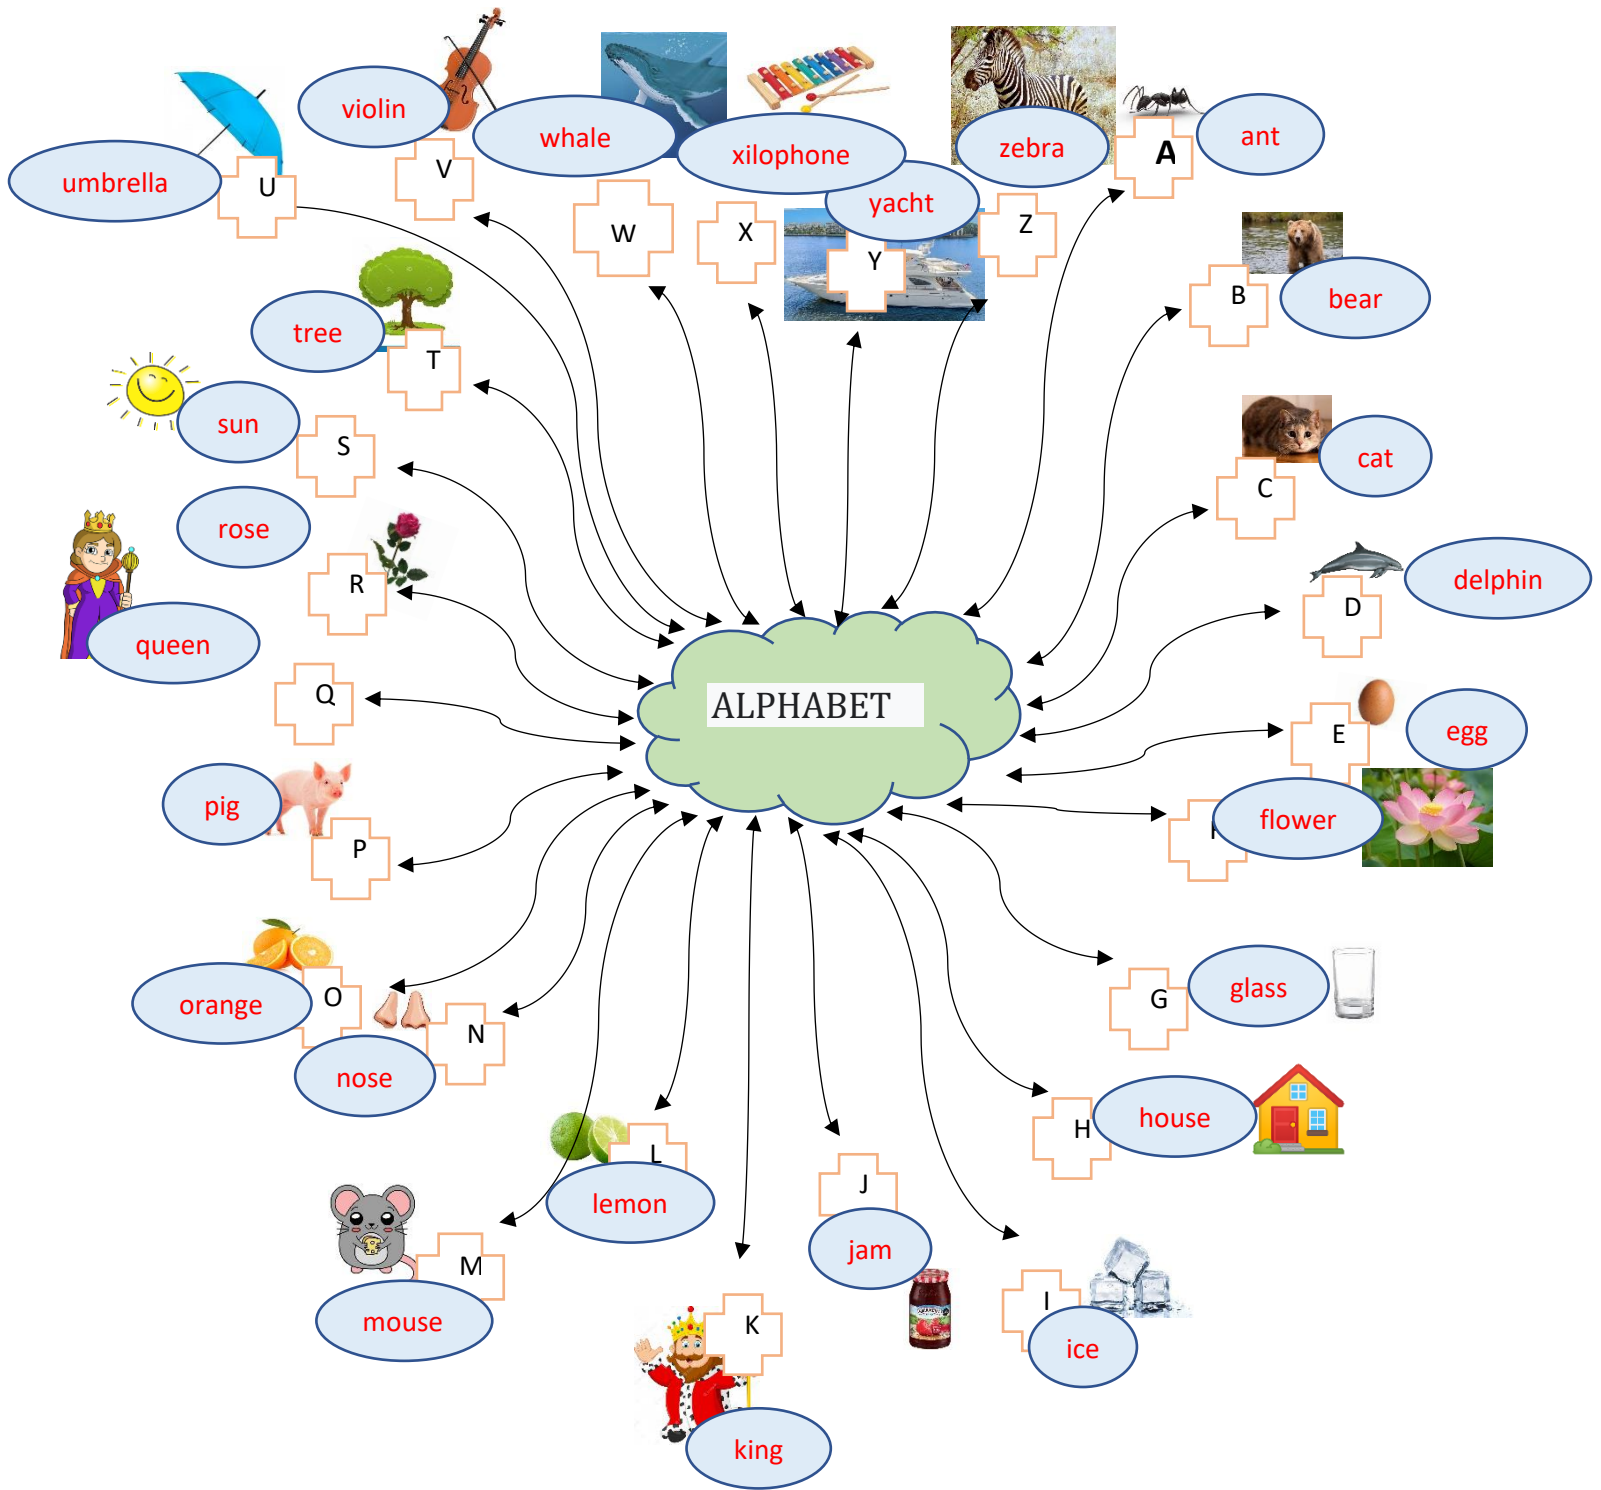 ALPHABET
A
ant
B
bear
C
cat
D
delphin
E
egg
flower
G
glass
H
house
I
ice
J
jam
K
king
L
lemon
M
mouse
N
nose
O
orange
P
pig
Q
queen
R
rose
S
sun
T
tree
U
umbrella
V
violin
W
whale
X
xilophone
Y
yacht
Z
zebra